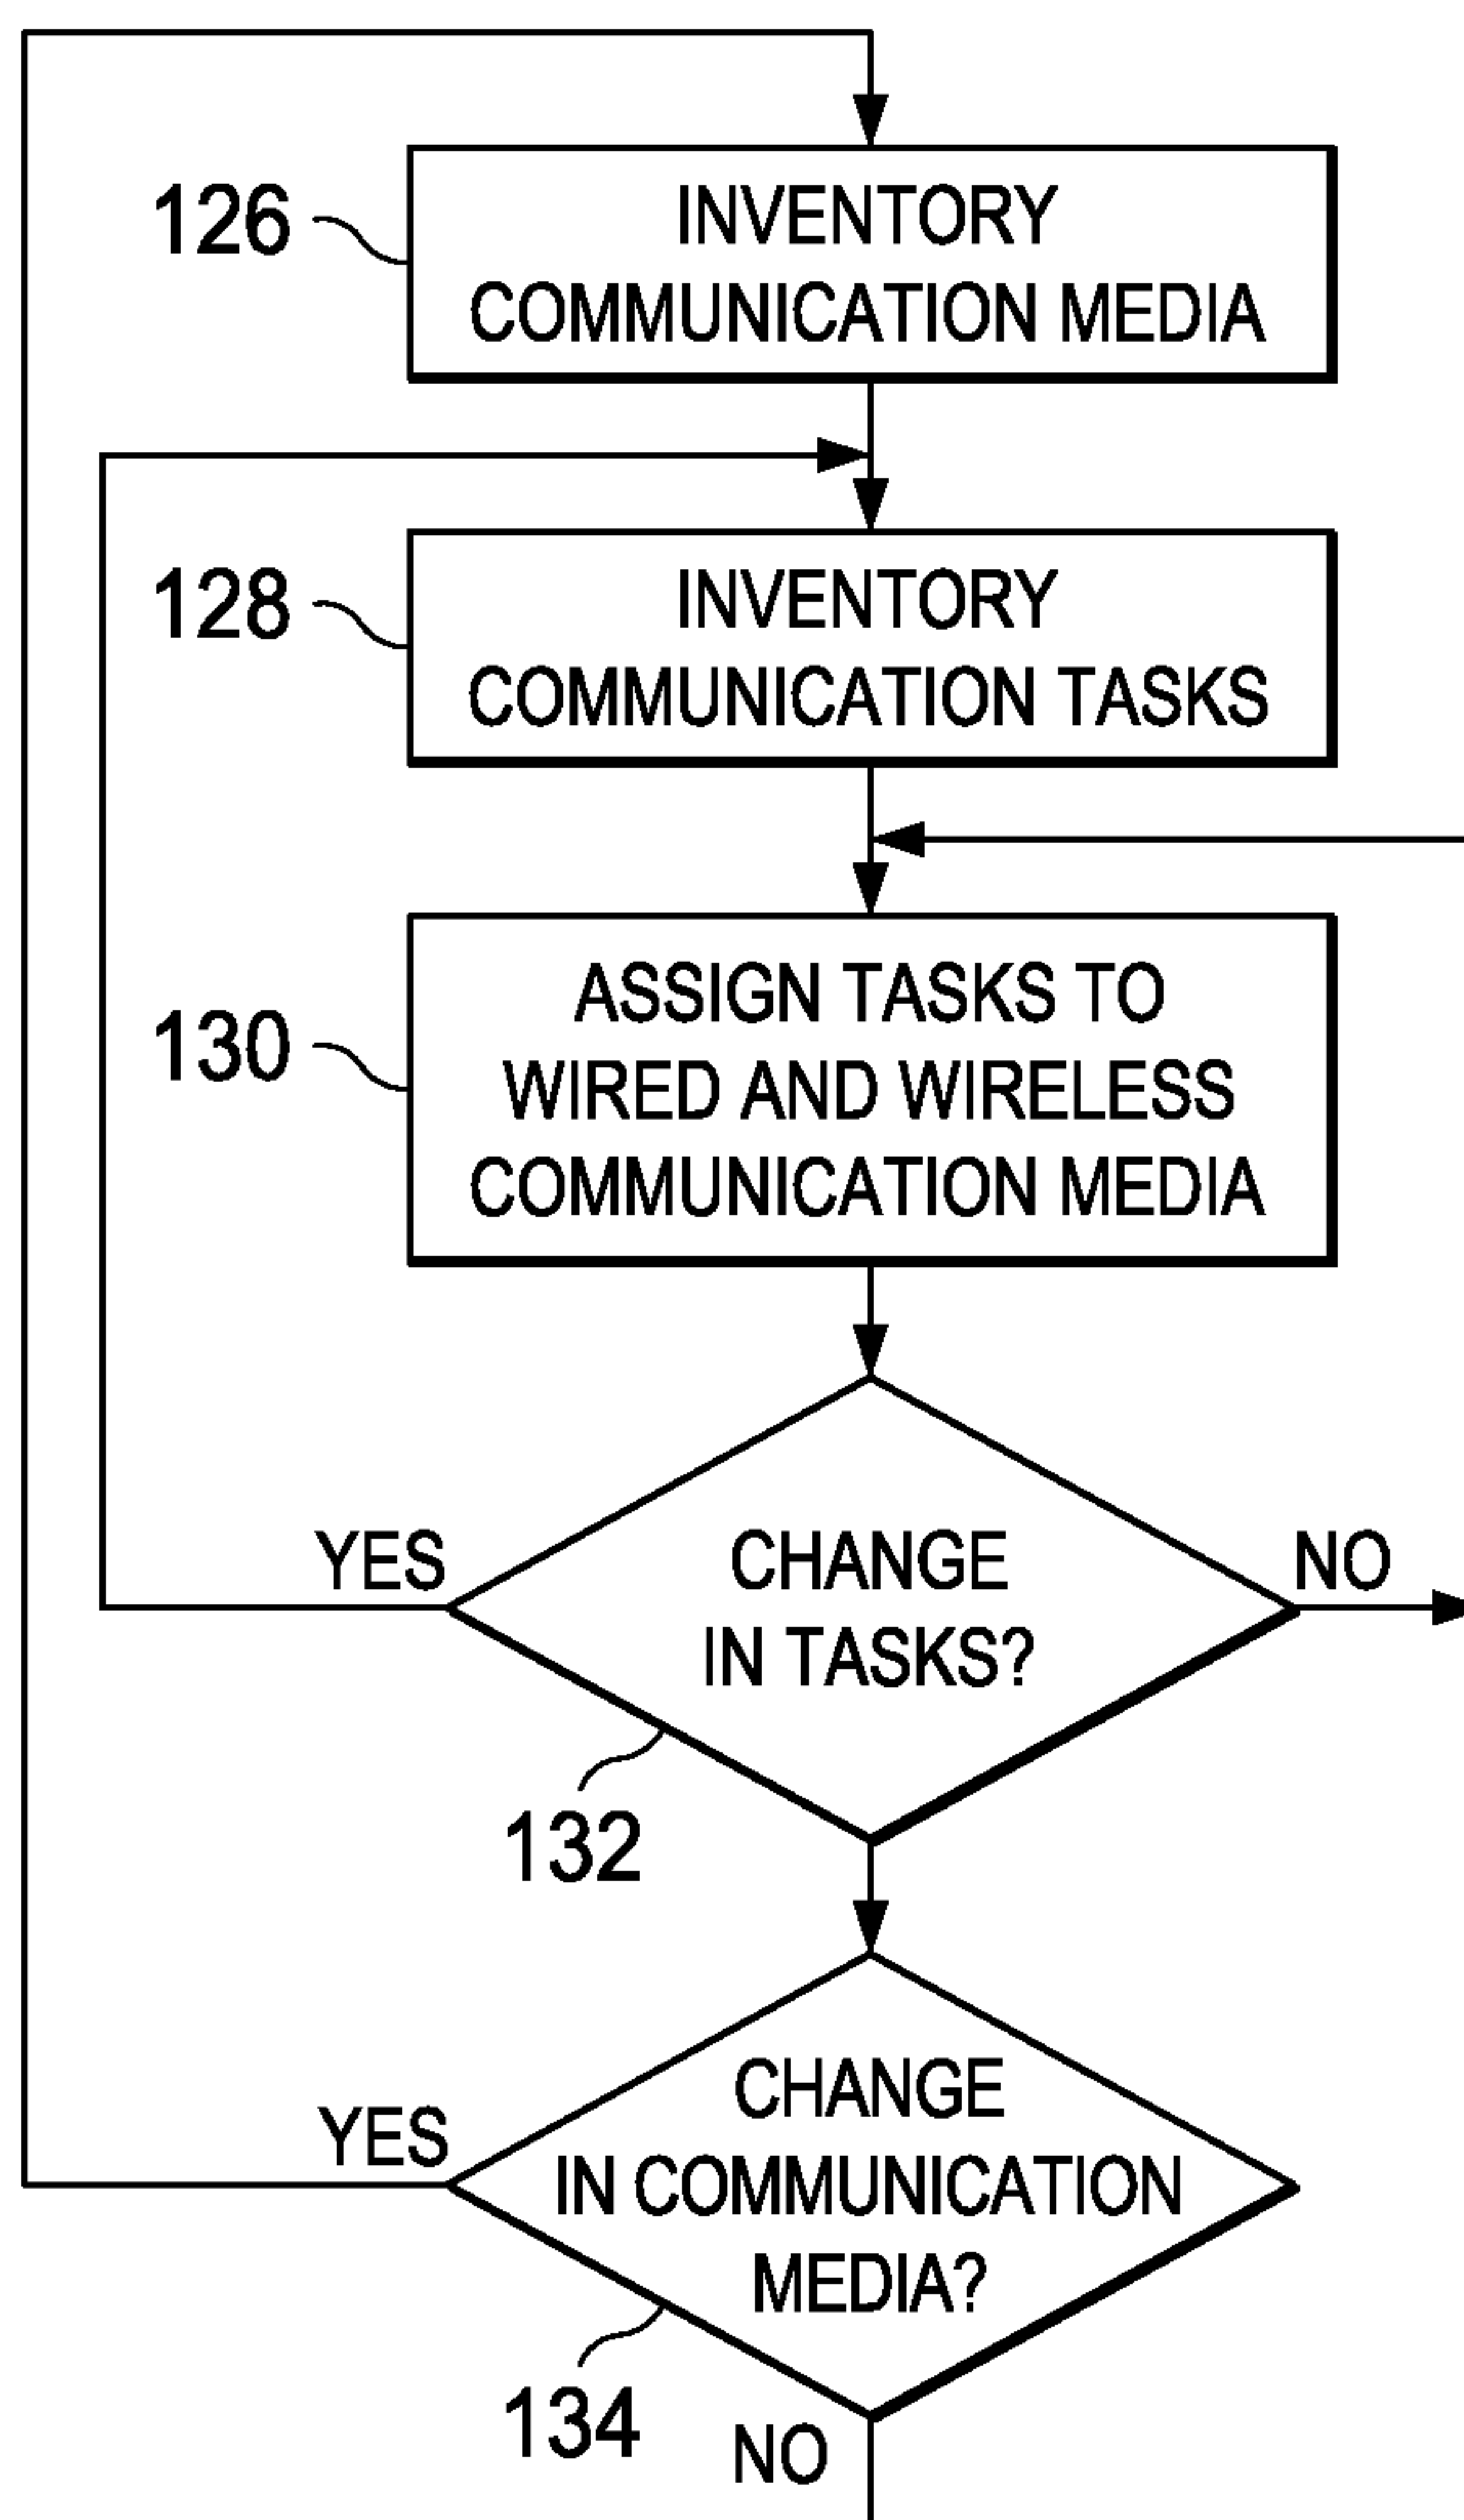 126
INVENTORY
COMMUNICATION MEDIA
128
INVENTORY
COMMUNICATION TASKS
130
ASSIGN TASKS TO
WIRED AND WIRELESS
COMMUNICATION MEDIA
YES
CHANGE
IN TASKS?
NO
132
YES
CHANGE
IN COMMUNICATION
MEDIA?
134
NO